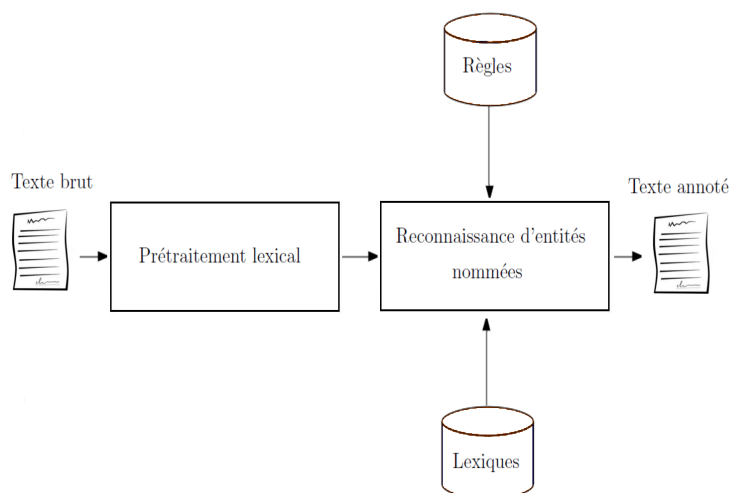 Règles
Texte brut
Texte annoté
Prétraitement lexical
Reconnaissance d'entités
nommées
Lexiques